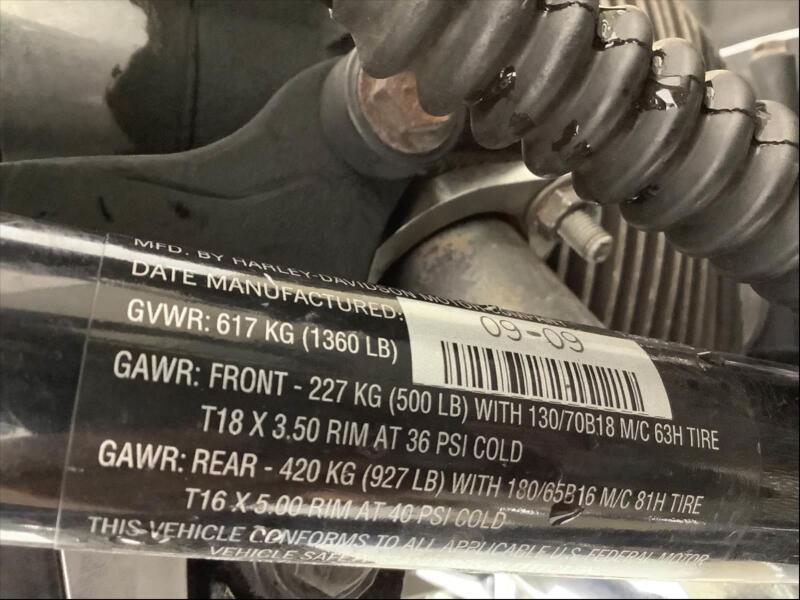 MFD. BY HARLEY-DAVIDSON MOTOR COMPANY
DATE MANUFACTURED: 09-09
GVWR: 617 KG (1360 LB)
GAWR: FRONT - 227 KG (500 LB) WITH 130/70B18 M/C 63H TIRE
T18 X 3.50 RIM AT 36 PSI COLD
GAWR: REAR - 420 KG (927 LB) WITH 180/65B16 M/C 81H TIRE
T16 X 5.00 RIM AT 40 PSI COLD
THIS VEHICLE CONFORMS TO ALL APPLICABLE U.S. FEDERAL MOTOR
VEHICLE